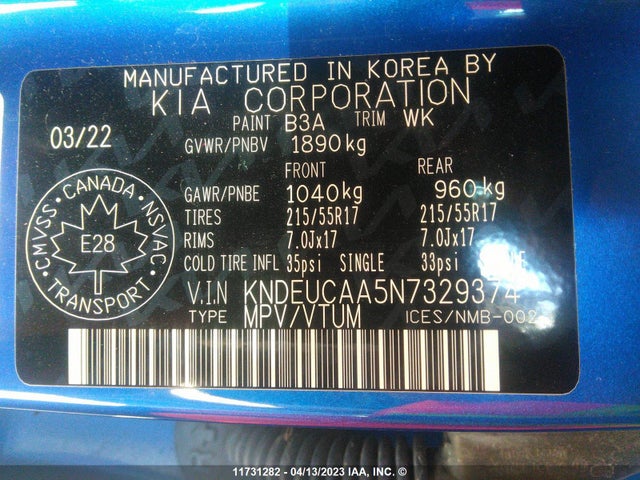 MANUFACTURED IN KOREA BY
KIA CORPORATION
PAINT B3A TRIM WK
03/22
GVWR/PNBV 1890kg
FRONT REAR
GAWR/PNBE 1040kg 960kg
TIRES 215/55R17 215/55R17
RIMS 7.0Jx17 7.0Jx17
COLD TIRE INFL 35psi SINGLE 33psi
V.I.N KNDEUCAA5N7329374
TYPE MPV/VTUM ICES/NMB-002
CMVSS • CANADA • NSVAC • TRANSPORT •
E28
11731282 - 04/13/2023 IAA, INC. ©